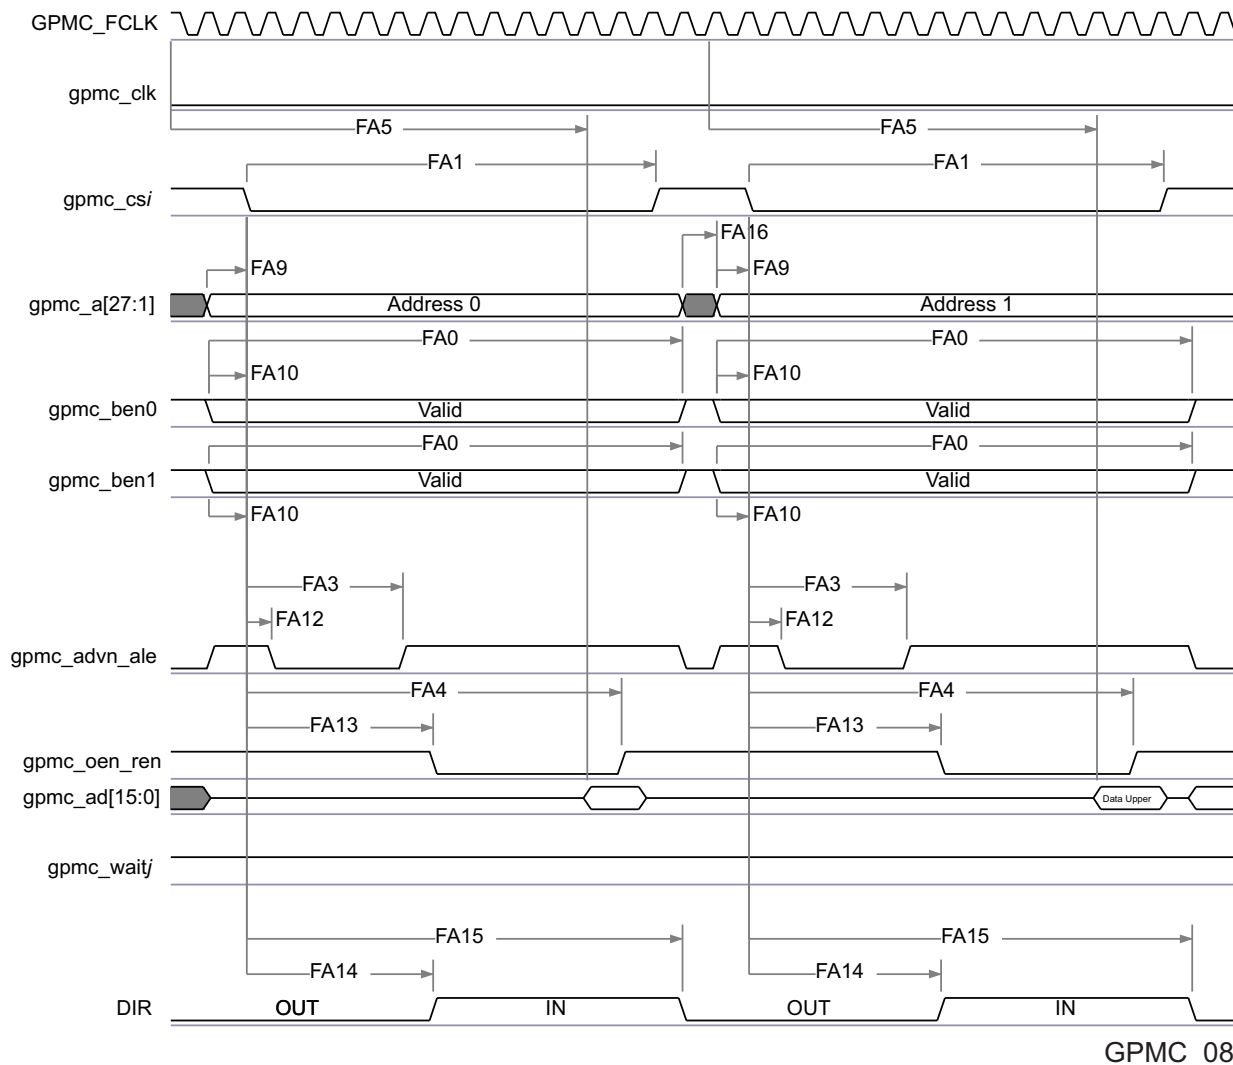 GPMC_FCLK
gpmc_clk
FA5 FA5
FA1 FA1
gpmc_csi
FA16
FA9 FA9
gpmc_a[27:1] Address 0 Address 1
FA0 FA0
FA10 FA10
gpmc_ben0 Valid Valid
FA0 FA0
gpmc_ben1 Valid Valid
FA10 FA10
FA3 FA3
FA12 FA12
gpmc_advn_ale
FA4 FA4
FA13 FA13
gpmc_oen_ren
gpmc_ad[15:0] Data Upper
gpmc_waitj
FA15 FA15
FA14 FA14
DIR OUT IN OUT IN
GPMC_08